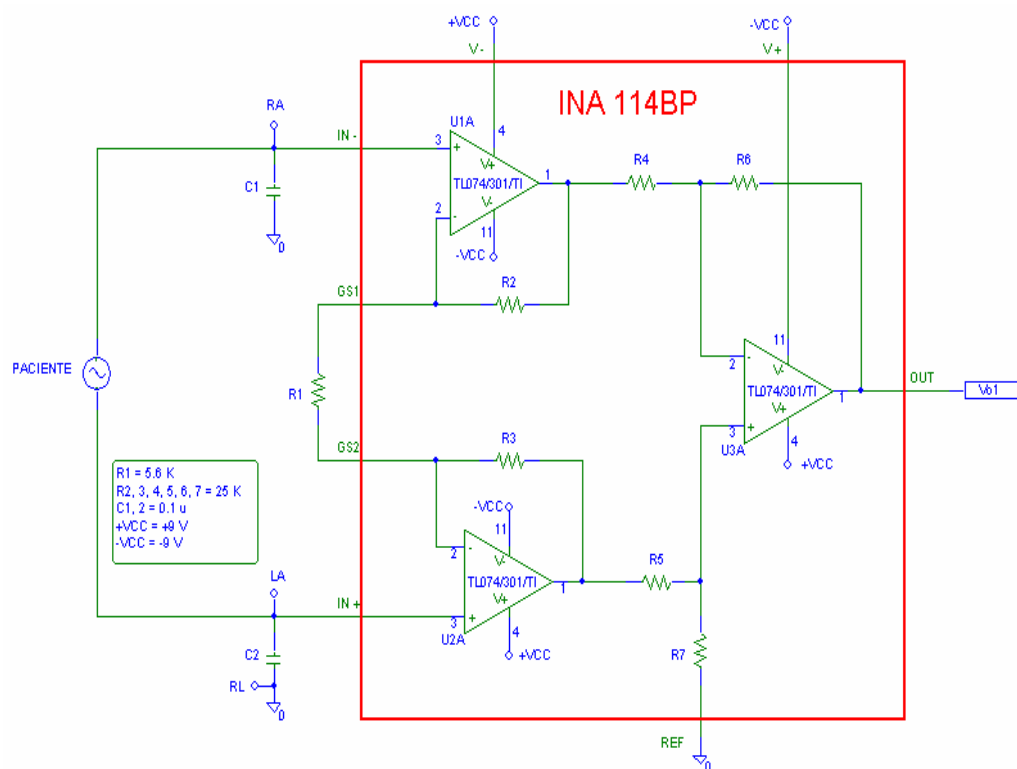 +VCC
V-
-VCC
V+
INA 114BP
RA
IN -
U1A
3
+
4
V+
TL074/301/TI
V-
1
2
-
11
-VCC
C1
0
R4
R6
GS1
R2
PACIENTE
R1
11
2
-
V-
TL074/301/TI
V+
1
3
+
U3A
4
+VCC
OUT
Vo1
GS2
R3
R1 = 5.6 K
R2, 3, 4, 5, 6, 7 = 25 K
C1, 2 = 0.1 u
+VCC = +9 V
-VCC = -9 V
-VCC
11
2
-
V-
TL074/301/TI
V+
1
3
+
U2A
4
+VCC
R5
LA
IN +
C2
RL
0
R7
REF
0